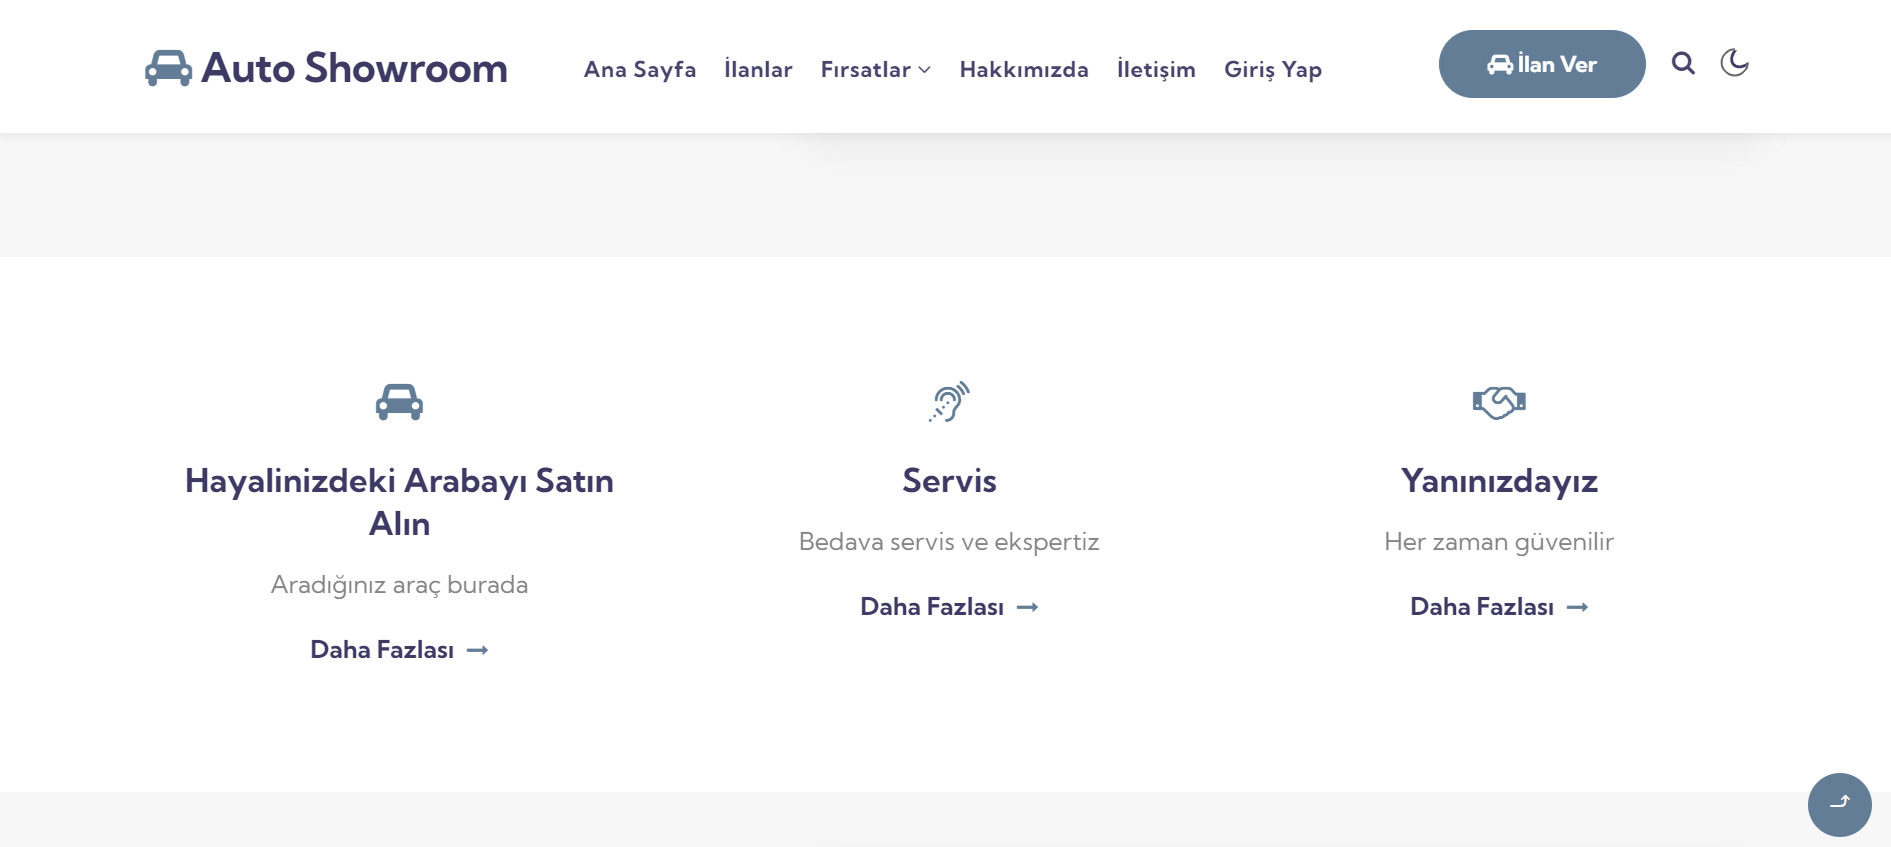 Auto Showroom
Ana Sayfa İlanlar Fırsatlar Hakkımızda İletişim Giriş Yap
İlan Ver
Hayalinizdeki Arabayı Satın
Alın
Aradığınız araç burada
Daha Fazlası
Servis
Bedava servis ve ekspertiz
Daha Fazlası
Yanınızdayız
Her zaman güvenilir
Daha Fazlası